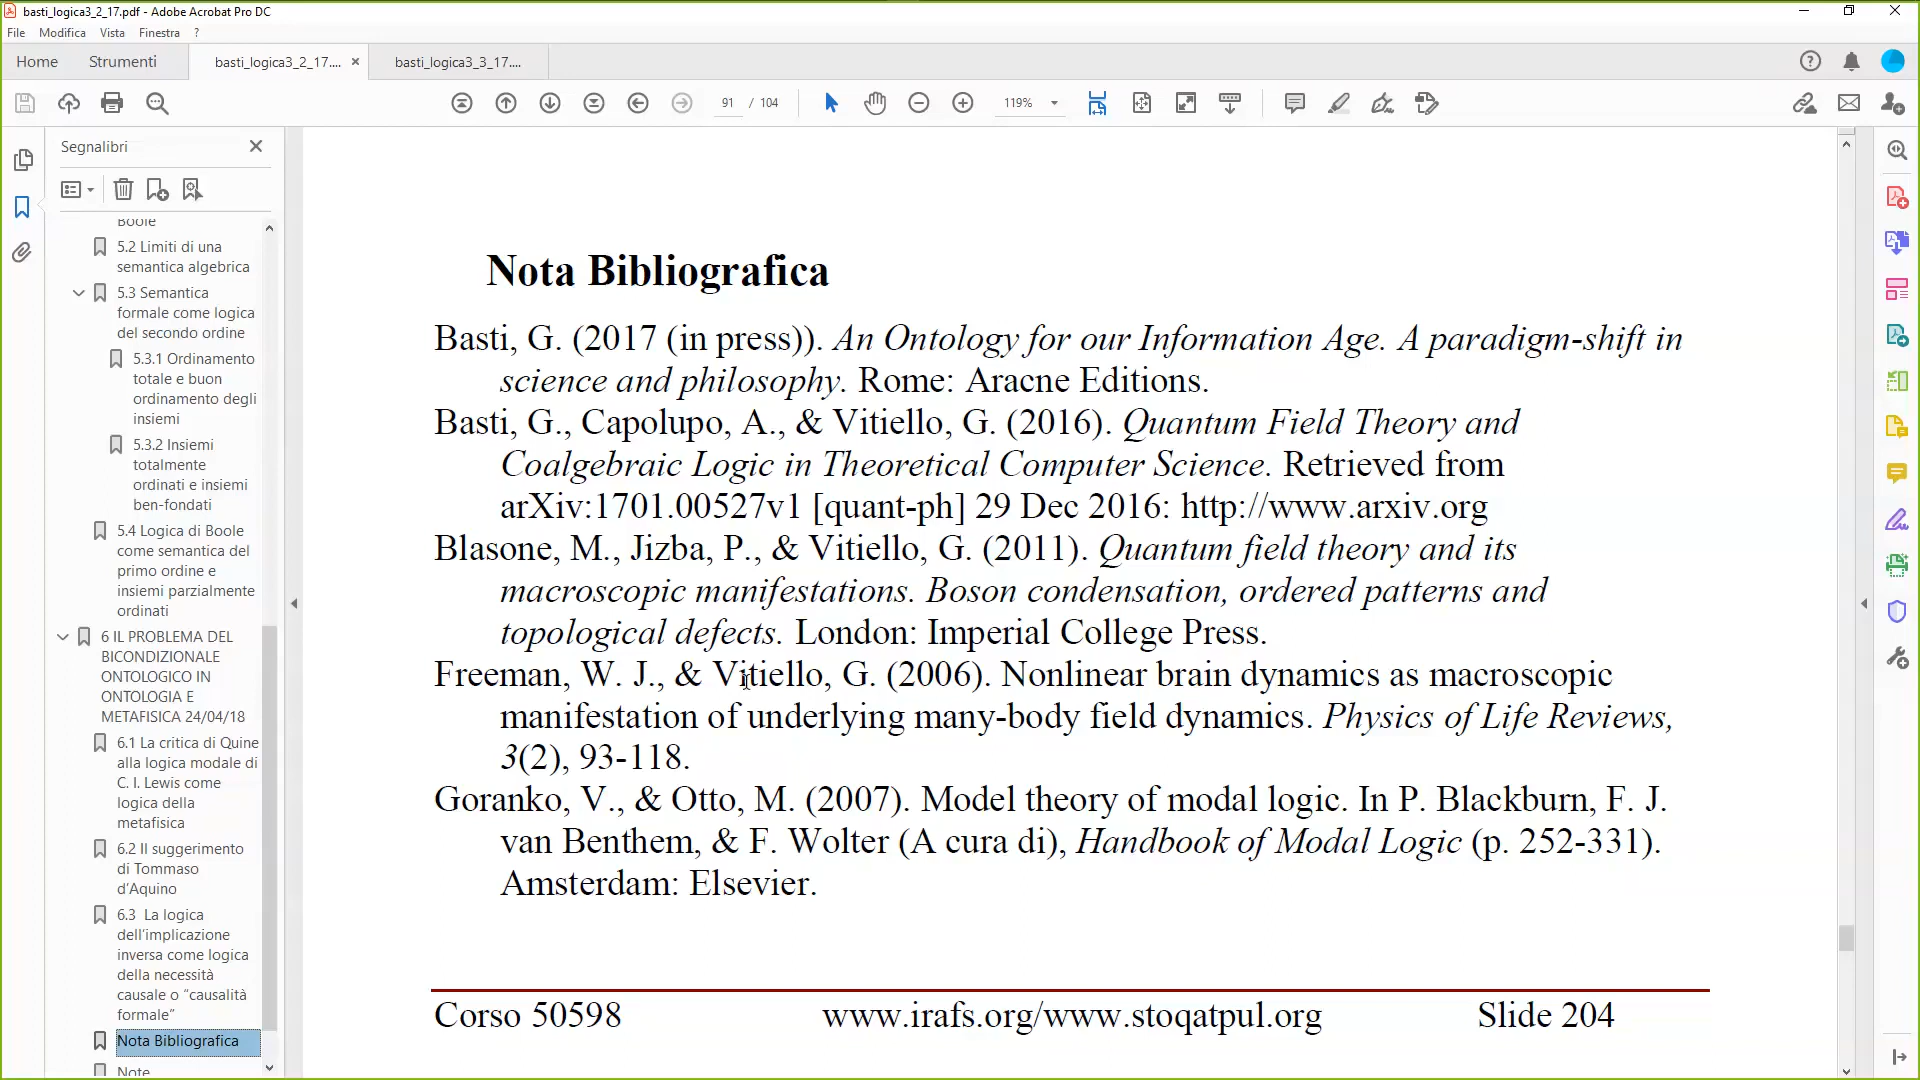 basti_logica3_2_17.pdf - Adobe Acrobat Pro DC
File Modifica Vista Finestra ?
Home Strumenti basti_logica3_2_17.... basti_logica3_3_17....
91 / 104 119%
Segnalibri
Boole
5.2 Limiti di una
semantica algebrica
5.3 Semantica
formale come logica
del secondo ordine
5.3.1 Ordinamento
totale e buon
ordinamento degli
insiemi
5.3.2 Insiemi
totalmente
ordinati e insiemi
ben-fondati
5.4 Logica di Boole
come semantica del
primo ordine e
insiemi parzialmente
ordinati
6 IL PROBLEMA DEL
BICONDIZIONALE
ONTOLOGICO IN
ONTOLOGIA E
METAFISICA 24/04/18
6.1 La critica di Quine
alla logica modale di
C. I. Lewis come
logica della
metafisica
6.2 Il suggerimento
di Tommaso
d'Aquino
6.3 La logica
dell'implicazione
inversa come logica
della necessità
causale o “causalità
formale”
Nota Bibliografica
Note
Nota Bibliografica
Basti, G. (2017 (in press)). An Ontology for our Information Age. A paradigm-shift in
science and philosophy. Rome: Aracne Editions.
Basti, G., Capolupo, A., & Vitiello, G. (2016). Quantum Field Theory and
Coalgebraic Logic in Theoretical Computer Science. Retrieved from
arXiv:1701.00527v1 [quant-ph] 29 Dec 2016: http://www.arxiv.org
Blasone, M., Jizba, P., & Vitiello, G. (2011). Quantum field theory and its
macroscopic manifestations. Boson condensation, ordered patterns and
topological defects. London: Imperial College Press.
Freeman, W. J., & Vitiello, G. (2006). Nonlinear brain dynamics as macroscopic
manifestation of underlying many-body field dynamics. Physics of Life Reviews,
3(2), 93-118.
Goranko, V., & Otto, M. (2007). Model theory of modal logic. In P. Blackburn, F. J.
van Benthem, & F. Wolter (A cura di), Handbook of Modal Logic (p. 252-331).
Amsterdam: Elsevier.
Corso 50598 www.irafs.org/www.stoqatpul.org Slide 204